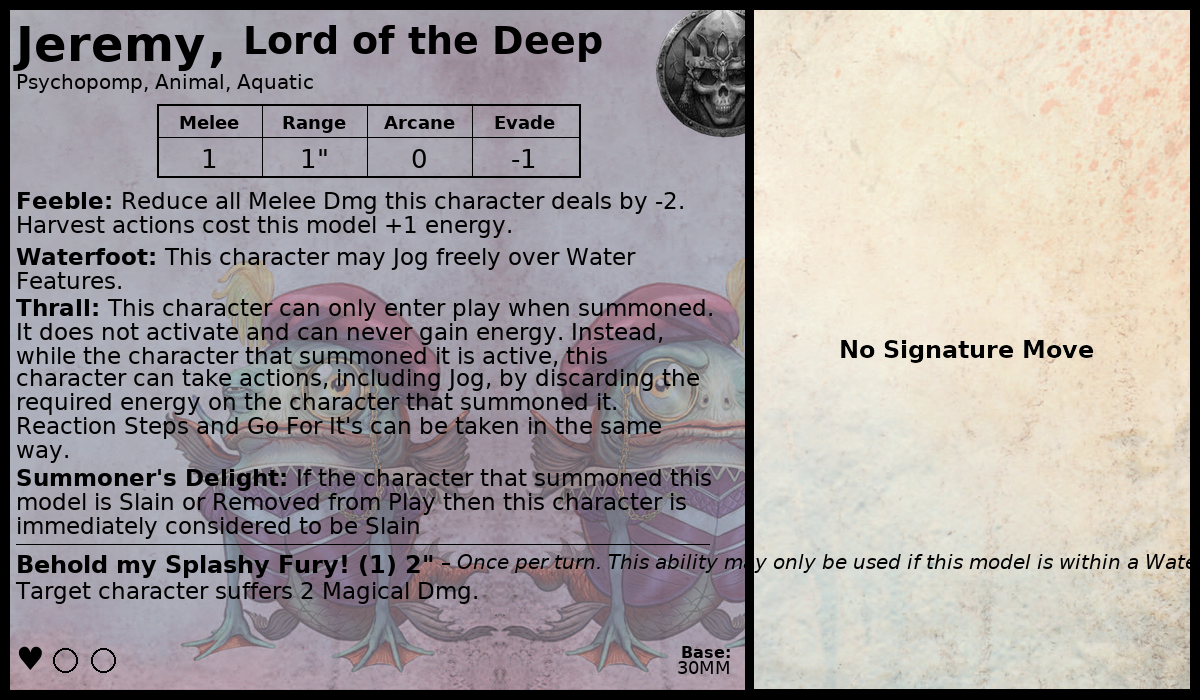 Jeremy, Lord of the Deep
Psychopomp, Animal, Aquatic
Melee Range Arcane Evade
1 1" 0 -1
Feeble: Reduce all Melee Dmg this character deals by -2.
Harvest actions cost this model +1 energy.
Waterfoot: This character may Jog freely over Water
Features.
Thrall: This character can only enter play when summoned.
It does not activate and can never gain energy. Instead,
while the character that summoned it is active, this
character can take actions, including Jog, by discarding the
required energy on the character that summoned it.
Reaction Steps and Go For It's can be taken in the same
way.
Summoner's Delight: If the character that summoned this
model is Slain or Removed from Play then this character is
immediately considered to be Slain
Behold my Splashy Fury! (1) 2" – Once per turn. This ability may only be used if this model is within a Wate
Target character suffers 2 Magical Dmg.
Base:
30MM
No Signature Move